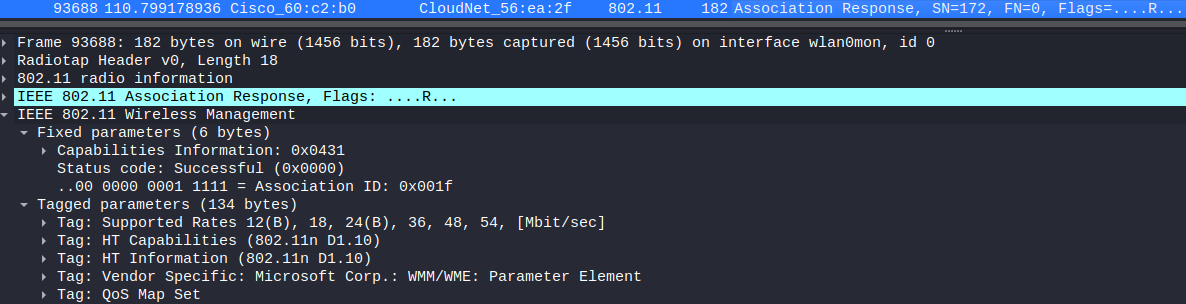 93688 110.799178936 Cisco_60:c2:b0 CloudNet_56:ea:2f 802.11 182 Association Response, SN=172, FN=0, Flags=....R...
Frame 93688: 182 bytes on wire (1456 bits), 182 bytes captured (1456 bits) on interface wlan0mon, id 0
Radiotap Header v0, Length 18
802.11 radio information
IEEE 802.11 Association Response, Flags: ....R...
IEEE 802.11 Wireless Management
Fixed parameters (6 bytes)
Capabilities Information: 0x0431
Status code: Successful (0x0000)
..00 0000 0001 1111 = Association ID: 0x001f
Tagged parameters (134 bytes)
Tag: Supported Rates 12(B), 18, 24(B), 36, 48, 54, [Mbit/sec]
Tag: HT Capabilities (802.11n D1.10)
Tag: HT Information (802.11n D1.10)
Tag: Vendor Specific: Microsoft Corp.: WMM/WME: Parameter Element
Tag: QoS Map Set